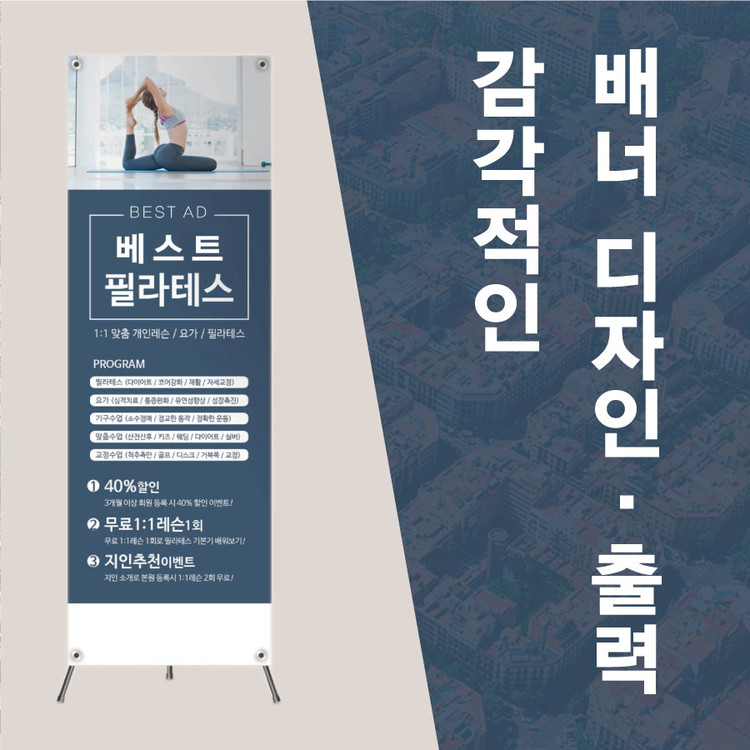 BEST AD
베스트
필라테스
1:1 맞춤 개인레슨 / 요가 / 필라테스
PROGRAM
필라테스 (다이어트 / 코어강화 / 재활 / 자세교정)
요가 (심적치료 / 통증완화 / 유연성향상 / 성장촉진)
기구수업 (소수정예 / 정교한 동작 / 정확한 운동)
맞춤수업 (산전산후 / 키즈 / 웨딩 / 다이어트 / 실버)
교정수업 (척추측만 / 골프 / 디스크 / 거북목 / 교정)
1 40%할인
3개월 이상 회원 등록 시 40% 할인 이벤트!
2 무료1:1레슨1회
무료 1:1레슨 1회로 필라테스 기본기 배워보기!
3 지인추천이벤트
지인 소개로 본원 등록시 1:1레슨 2회 무료!
감각적인
배너 디자인·출력